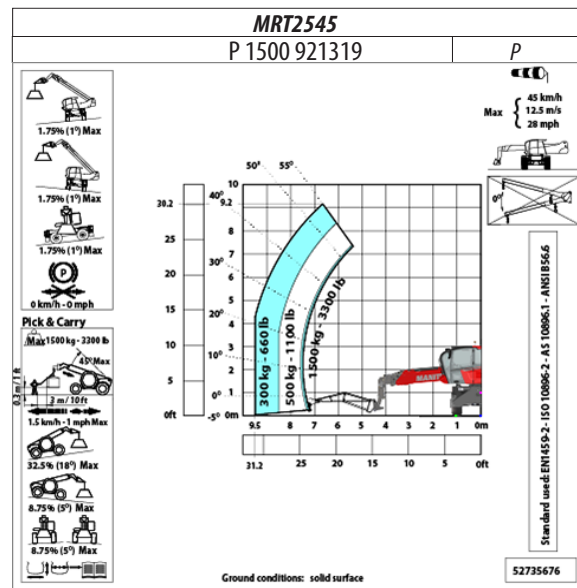 MRT2545
P 1500 921319
P
1.75% (1°) Max
1.75% (1°) Max
1.75% (1°) Max
P
0 km/h - 0 mph
Pick & Carry
Max 1500 kg - 3300 lb
45° Max
0.3 m / 1 ft
3 m / 10 ft
1.5 km/h - 1 mph Max
32.5% (18°) Max
8.75% (5°) Max
8.75% (5°) Max
Max
45 km/h
12.5 m/s
28 mph
0°
50°
55°
40°
30°
20°
10°
0°
-5°
30.2
25
20
15
10
5
0ft
10
9.2
8
7
6
5
4
3
2
1
0m
300 kg - 660 lb
500 kg - 1100 lb
1500 kg - 3300 lb
9.5
8
7
6
5
4
3
2
1
0m
31.2
25
20
15
10
5
0ft
Standard used: EN1459-2 - ISO 10896-2 - AS 10896.1 - ANSI B56.6
Ground conditions: solid surface
52735676